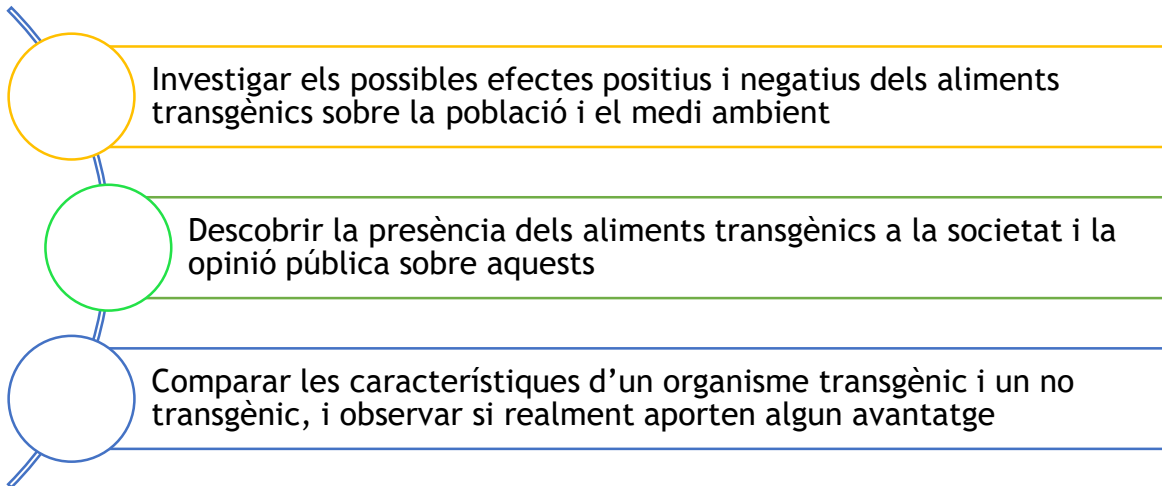 Investigar els possibles efectes positius i negatius dels aliments
transgènics sobre la població i el medi ambient
Descobrir la presència dels aliments transgènics a la societat i la
opinió pública sobre aquests
Comparar les característiques d’un organisme transgènic i un no
transgènic, i observar si realment aporten algun avantatge